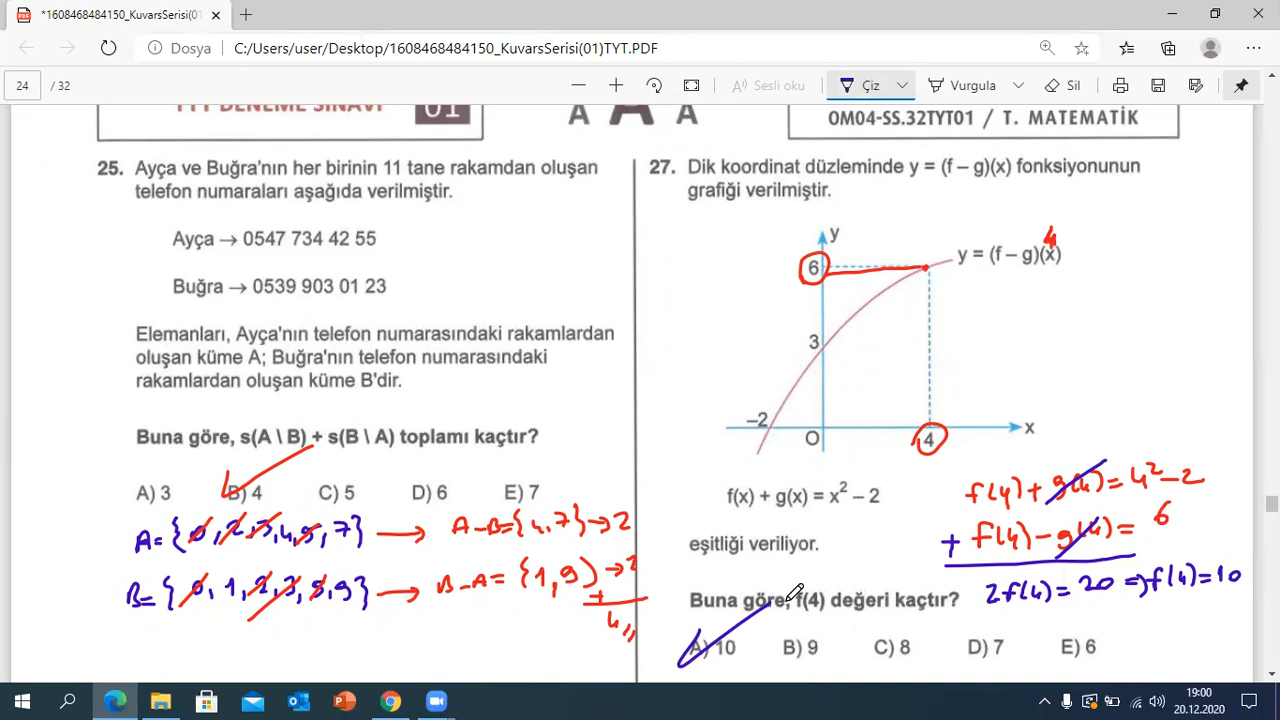 *1608468484150_KuvarsSerisi(01)
Dosya
C:/Users/user/Desktop/1608468484150_KuvarsSerisi(01)TYT.PDF
24 / 32
Sesli oku
Çiz
Vurgula
Sil
TYT DENEME SINAVI 01
A A A
OM04-SS.32TYT01 / T. MATEMATİK
25. Ayça ve Buğra'nın her birinin 11 tane rakamdan oluşan
telefon numaraları aşağıda verilmiştir.
Ayça → 0547 734 42 55
Buğra → 0539 903 01 23
Elemanları, Ayça'nın telefon numarasındaki rakamlardan
oluşan küme A; Buğra'nın telefon numarasındaki
rakamlardan oluşan küme B'dir.
Buna göre, s(A \ B) + s(B \ A) toplamı kaçtır?
A) 3 B) 4 C) 5 D) 6 E) 7
A={0,2,3,4,5,7} → A-B={4,7}→2
B={0,1,2,3,5,9} → B-A={1,9}→2
+
4,,
27. Dik koordinat düzleminde y = (f – g)(x) fonksiyonunun
grafiği verilmiştir.
y
4
y = (f – g)(x)
6
3
–2
O
4
x
f(x) + g(x) = x² – 2
eşitliği veriliyor.
f(4)+g(4)=4²-2
+ f(4)-g(4)= 6
2f(4)=20 ⇒f(4)=10
Buna göre, f(4) değeri kaçtır?
A) 10 B) 9 C) 8 D) 7 E) 6
19:00
20.12.2020